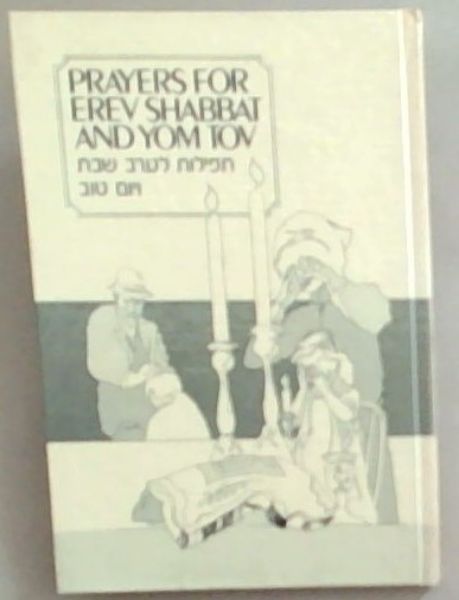 PRAYERS FOR
EREV SHABBAT
AND YOM TOV
תפילות לערב שבת
ויום טוב